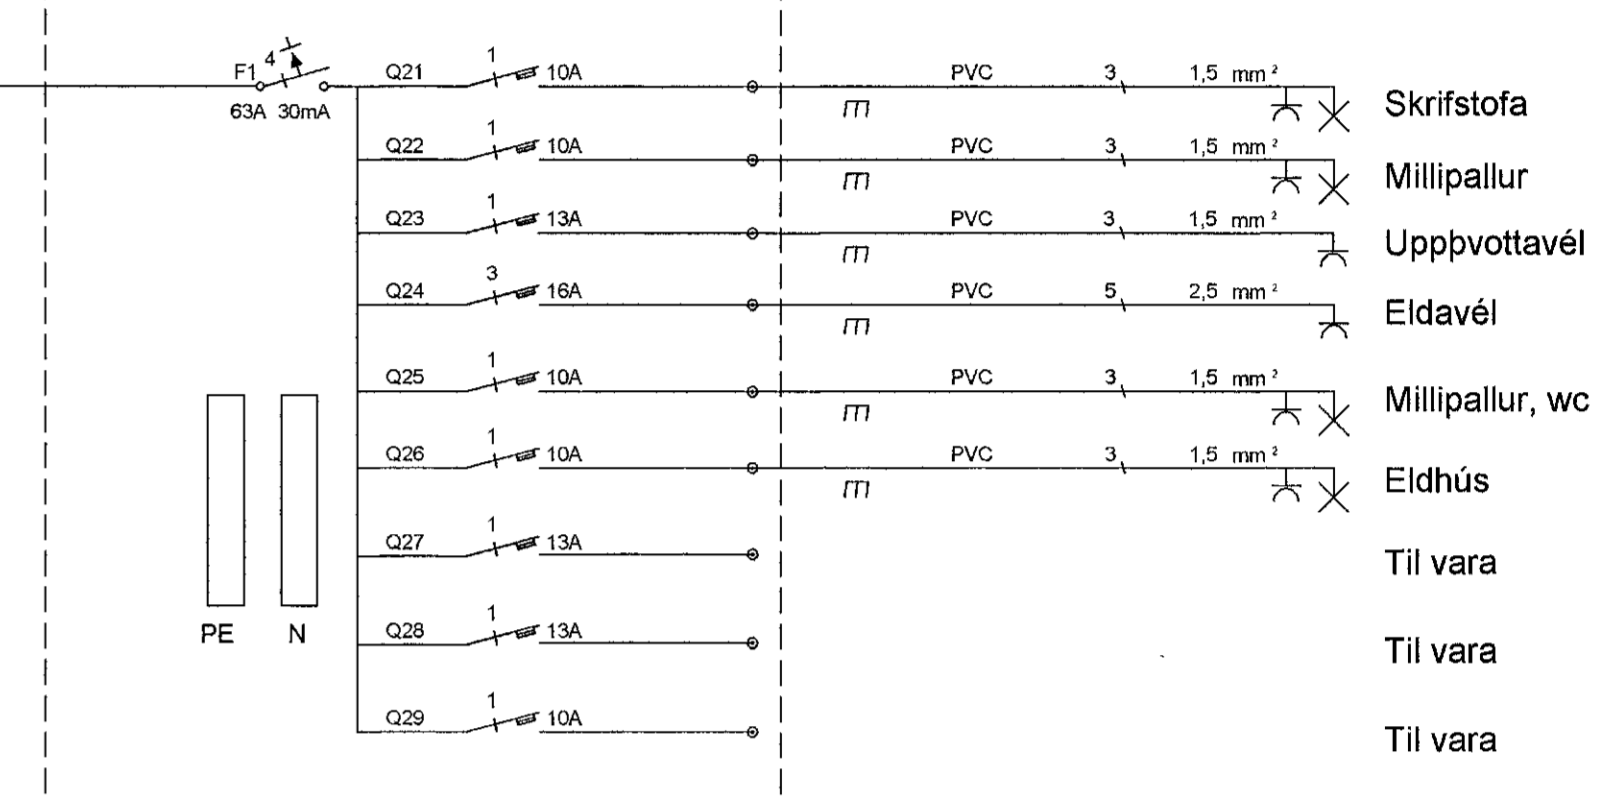 F1 4 Q21 1 10A PVC 3 1,5 mm² Skrifstofa
63A 30mA
Q22 1 10A PVC 3 1,5 mm² Millipallur
Q23 1 13A PVC 3 1,5 mm² Uppþvottavél
Q24 3 16A PVC 5 2,5 mm² Eldavél
Q25 1 10A PVC 3 1,5 mm² Millipallur, wc
Q26 1 10A PVC 3 1,5 mm² Eldhús
Q27 1 13A Til vara
PE N Q28 1 13A Til vara
Q29 1 10A Til vara